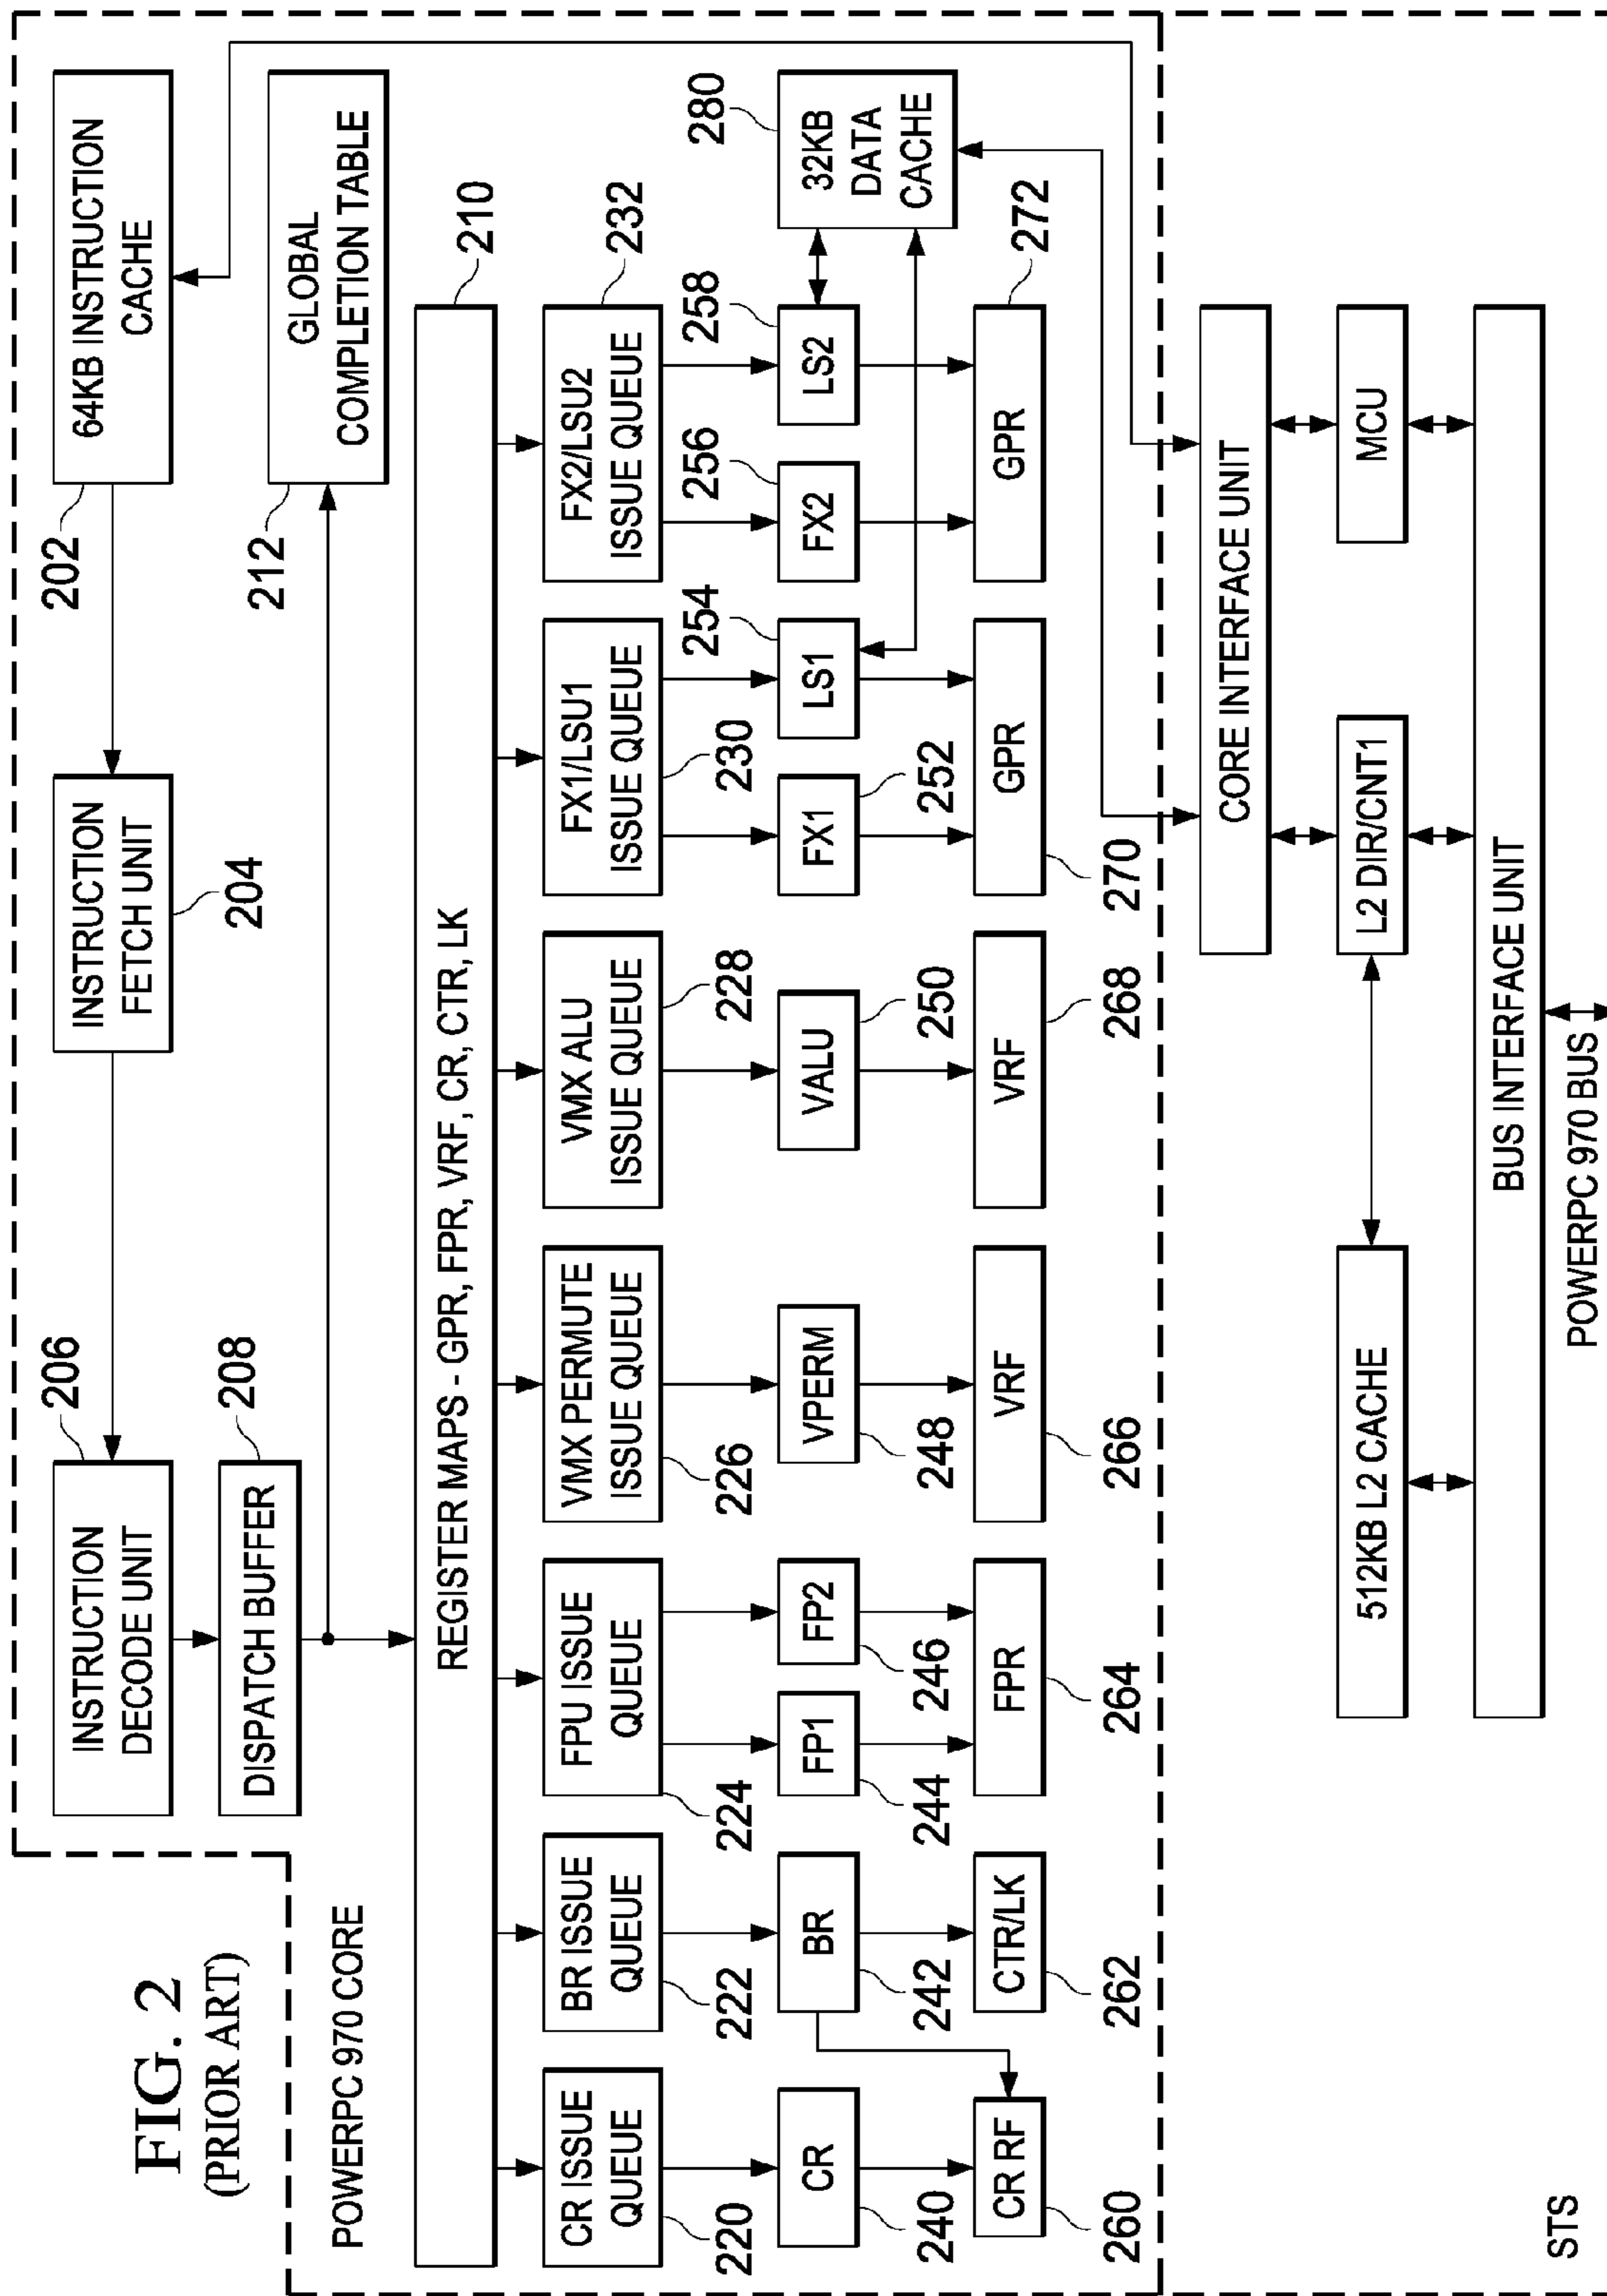 FIG. 2
(PRIOR ART)
206
202
INSTRUCTION
DECODE UNIT
INSTRUCTION
FETCH UNIT
64KB INSTRUCTION
CACHE
204
208
212
DISPATCH BUFFER
GLOBAL
COMPLETION TABLE
POWERPC 970 CORE
REGISTER MAPS - GPR, FPR, VRF, CR, CTR, LK
210
CR ISSUE
QUEUE
BR ISSUE
QUEUE
FPU ISSUE
QUEUE
VMX PERMUTE
ISSUE QUEUE
VMX ALU
ISSUE QUEUE
FX1/LSU1
ISSUE QUEUE
FX2/LSU2
ISSUE QUEUE
232
220
222
224
226
228
230
254
256
258
280
CR
BR
FP1
FP2
VPERM
VALU
FX1
LS1
FX2
LS2
32KB
DATA
CACHE
240
242
244
246
248
250
252
272
CR RF
CTR/LK
FPR
VRF
VRF
GPR
GPR
260
262
264
266
268
270
CORE INTERFACE UNIT
512KB L2 CACHE
L2 DIR/CNT1
MCU
BUS INTERFACE UNIT
STS
POWERPC 970 BUS